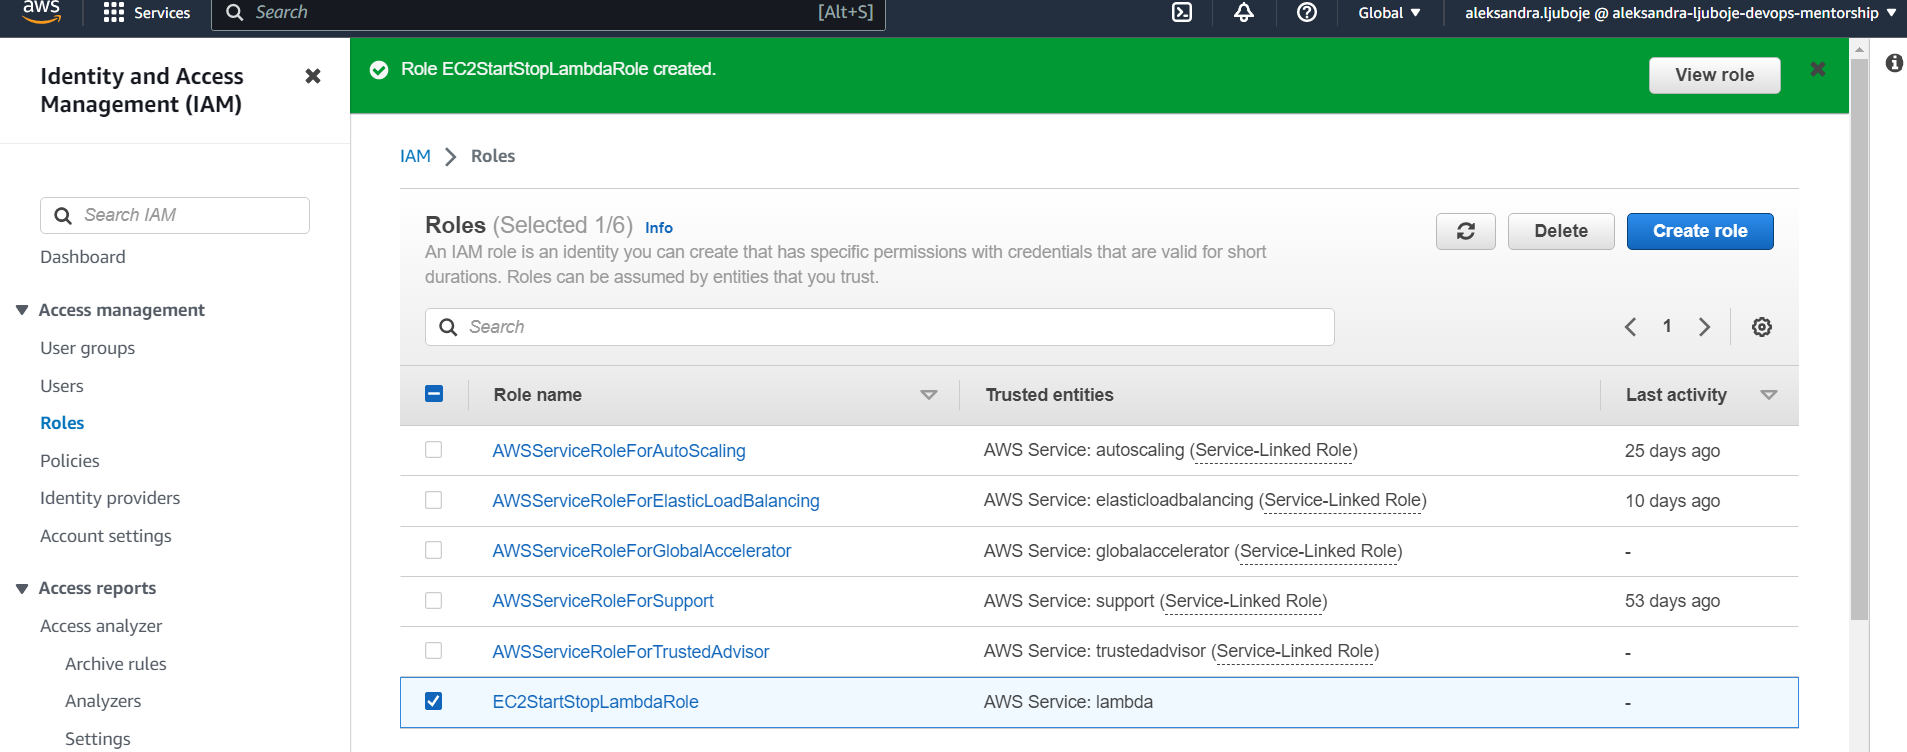 aws
Services
Search
[Alt+S]
Global
aleksandra.ljuboje @ aleksandra-ljuboje-devops-mentorship
Identity and Access
Management (IAM)
Search IAM
Dashboard
Access management
User groups
Users
Roles
Policies
Identity providers
Account settings
Access reports
Access analyzer
Archive rules
Analyzers
Settings
Role EC2StartStopLambdaRole created.
View role
IAM
Roles
Roles (Selected 1/6) Info
An IAM role is an identity you can create that has specific permissions with credentials that are valid for short
durations. Roles can be assumed by entities that you trust.
Delete
Create role
Search
1
Role name Trusted entities Last activity
AWSServiceRoleForAutoScaling AWS Service: autoscaling (Service-Linked Role) 25 days ago
AWSServiceRoleForElasticLoadBalancing AWS Service: elasticloadbalancing (Service-Linked Role) 10 days ago
AWSServiceRoleForGlobalAccelerator AWS Service: globalaccelerator (Service-Linked Role) -
AWSServiceRoleForSupport AWS Service: support (Service-Linked Role) 53 days ago
AWSServiceRoleForTrustedAdvisor AWS Service: trustedadvisor (Service-Linked Role) -
EC2StartStopLambdaRole AWS Service: lambda -